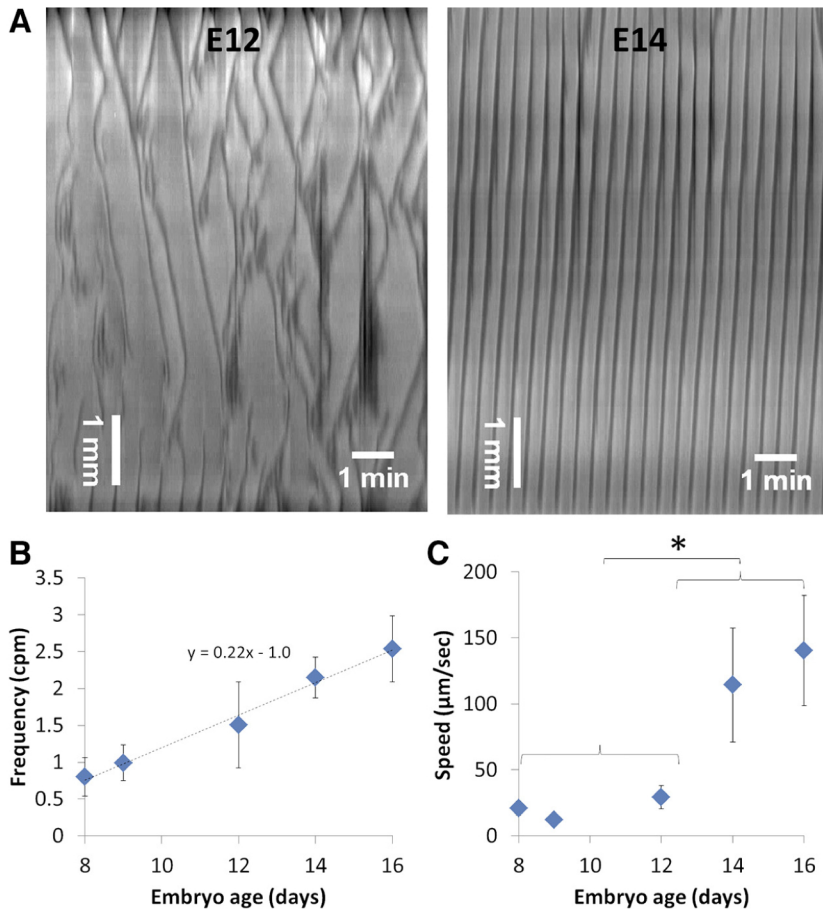 A
E12
E14
1 mm
1 min
1 mm
1 min
B
3.5
3
2.5
2
1.5
1
0.5
0
Frequency (cpm)
y = 0.22x - 1.0
8
10
12
14
16
Embryo age (days)
C
*
200
150
100
50
0
Speed (µm/sec)
8
10
12
14
16
Embryo age (days)